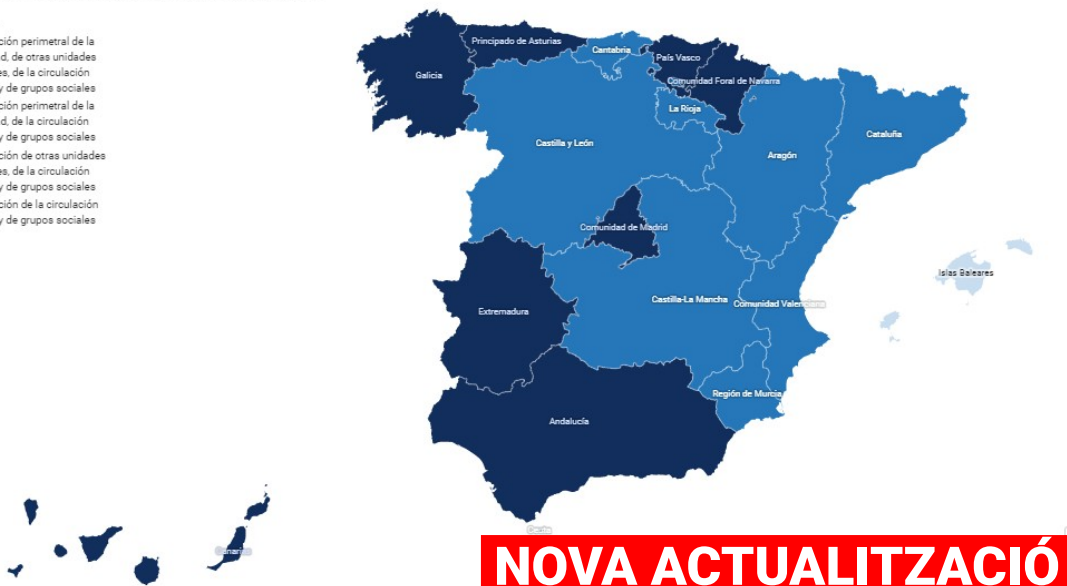 ción perimetral de la
d, de otras unidades
es, de la circulación
y de grupos sociales
ción perimetral de la
d, de la circulación
y de grupos sociales
ción de otras unidades
es, de la circulación
y de grupos sociales
ción de la circulación
y de grupos sociales
Principado de Asturias
Cantabria
País Vasco
Galicia
Comunidad Foral de Navarra
La Rioja
Cataluña
Castilla y León
Aragón
Comunidad de Madrid
Islas Baleares
Castilla-La Mancha
Comunidad Valenciana
Extremadura
Región de Murcia
Andalucía
Ceuta
Canarias
NOVA ACTUALITZACIÓ